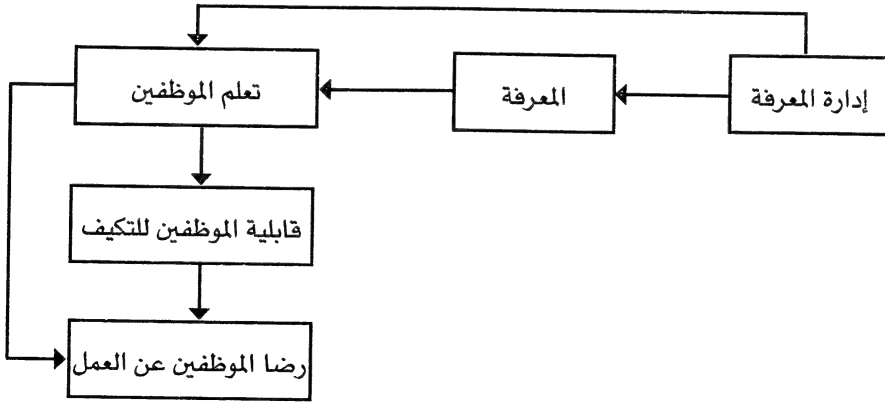 إدارة المعرفة
المعرفة
تعلم الموظفين
قابلية الموظفين للتكيف
رضا الموظفين عن العمل